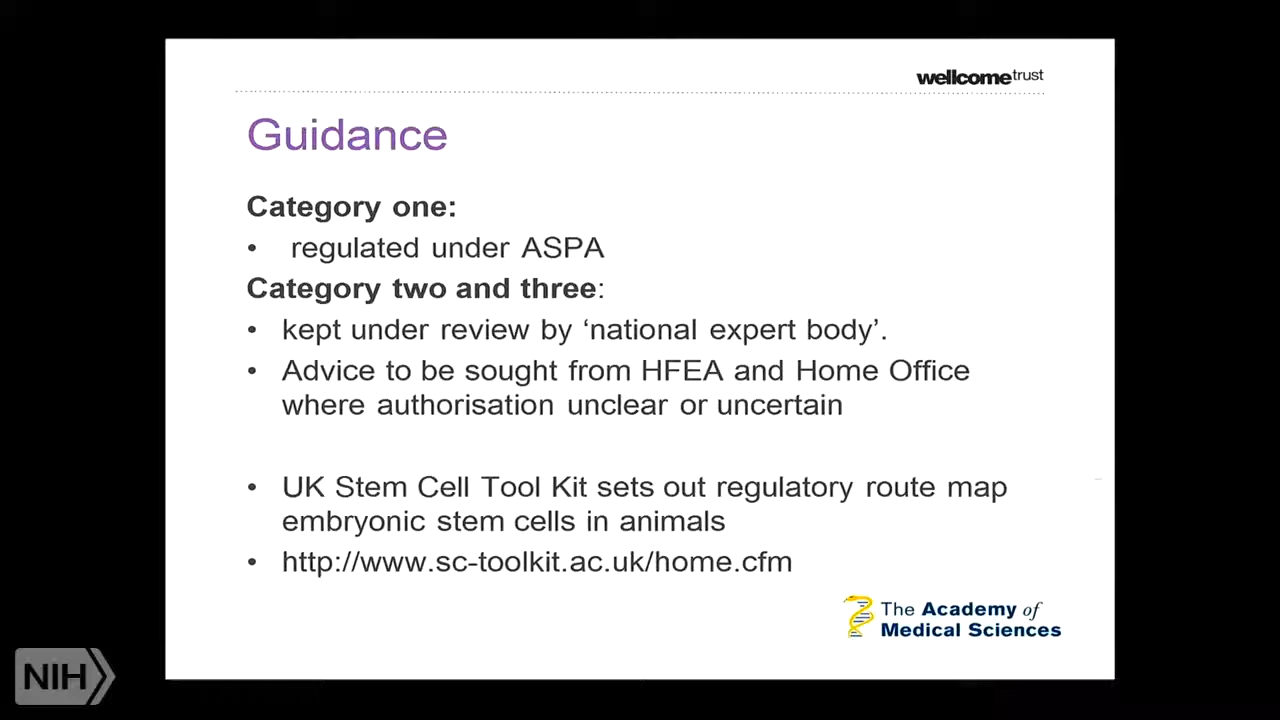 wellcometrust
Guidance
Category one:
• regulated under ASPA
Category two and three:
• kept under review by ‘national expert body’.
• Advice to be sought from HFEA and Home Office
where authorisation unclear or uncertain
• UK Stem Cell Tool Kit sets out regulatory route map
embryonic stem cells in animals
• http://www.sc-toolkit.ac.uk/home.cfm
The Academy of
Medical Sciences
NIH